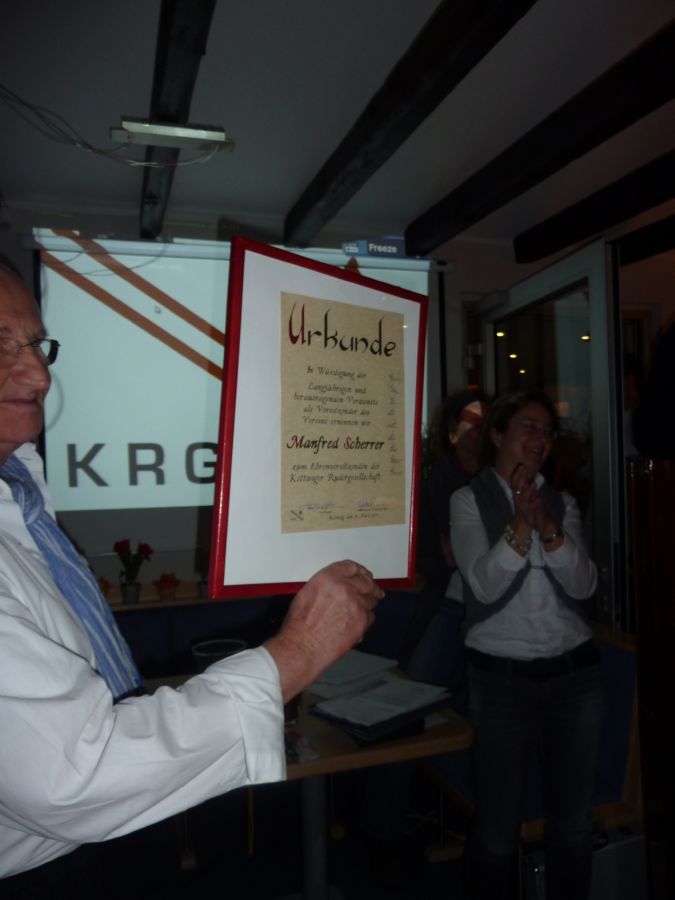 Freeze
KRG
Urkunde
In Würdigung der
Langjährigen und
herausragenden Verdienste
als Vorsitzender des
Vereins ernennen wir
Manfred Scherrer
zum Ehrenvorsitzenden der
Kettwiger Rudergesellschaft